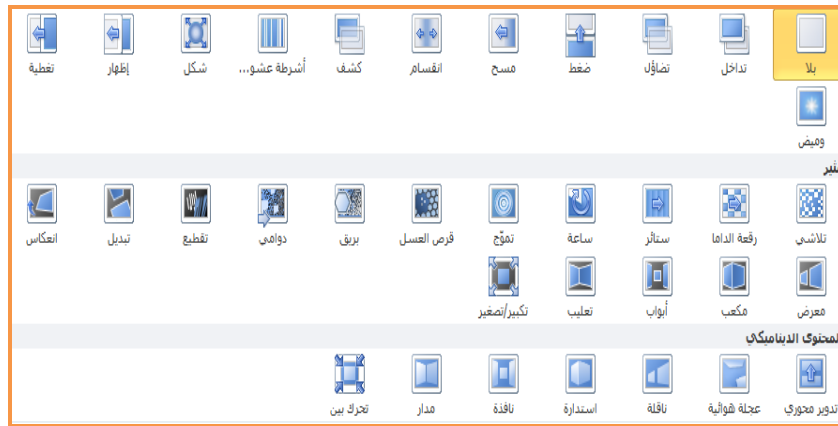 بلا تداخل تضاؤل ضغط مسح انقسام كشف أشرطة عشو... شكل إظهار تغطية
وميض
ثير
تلاشي رقعة الداما ستائر ساعة تموّج قرص العسل بريق دوامي تقطيع تبديل انعكاس
معرض مكعب أبواب تعليب تكبير/تصغير
لمحتوى الديناميكي
تدوير محوري عجلة هوائية ناقلة استدارة نافذة مدار تحرك بين